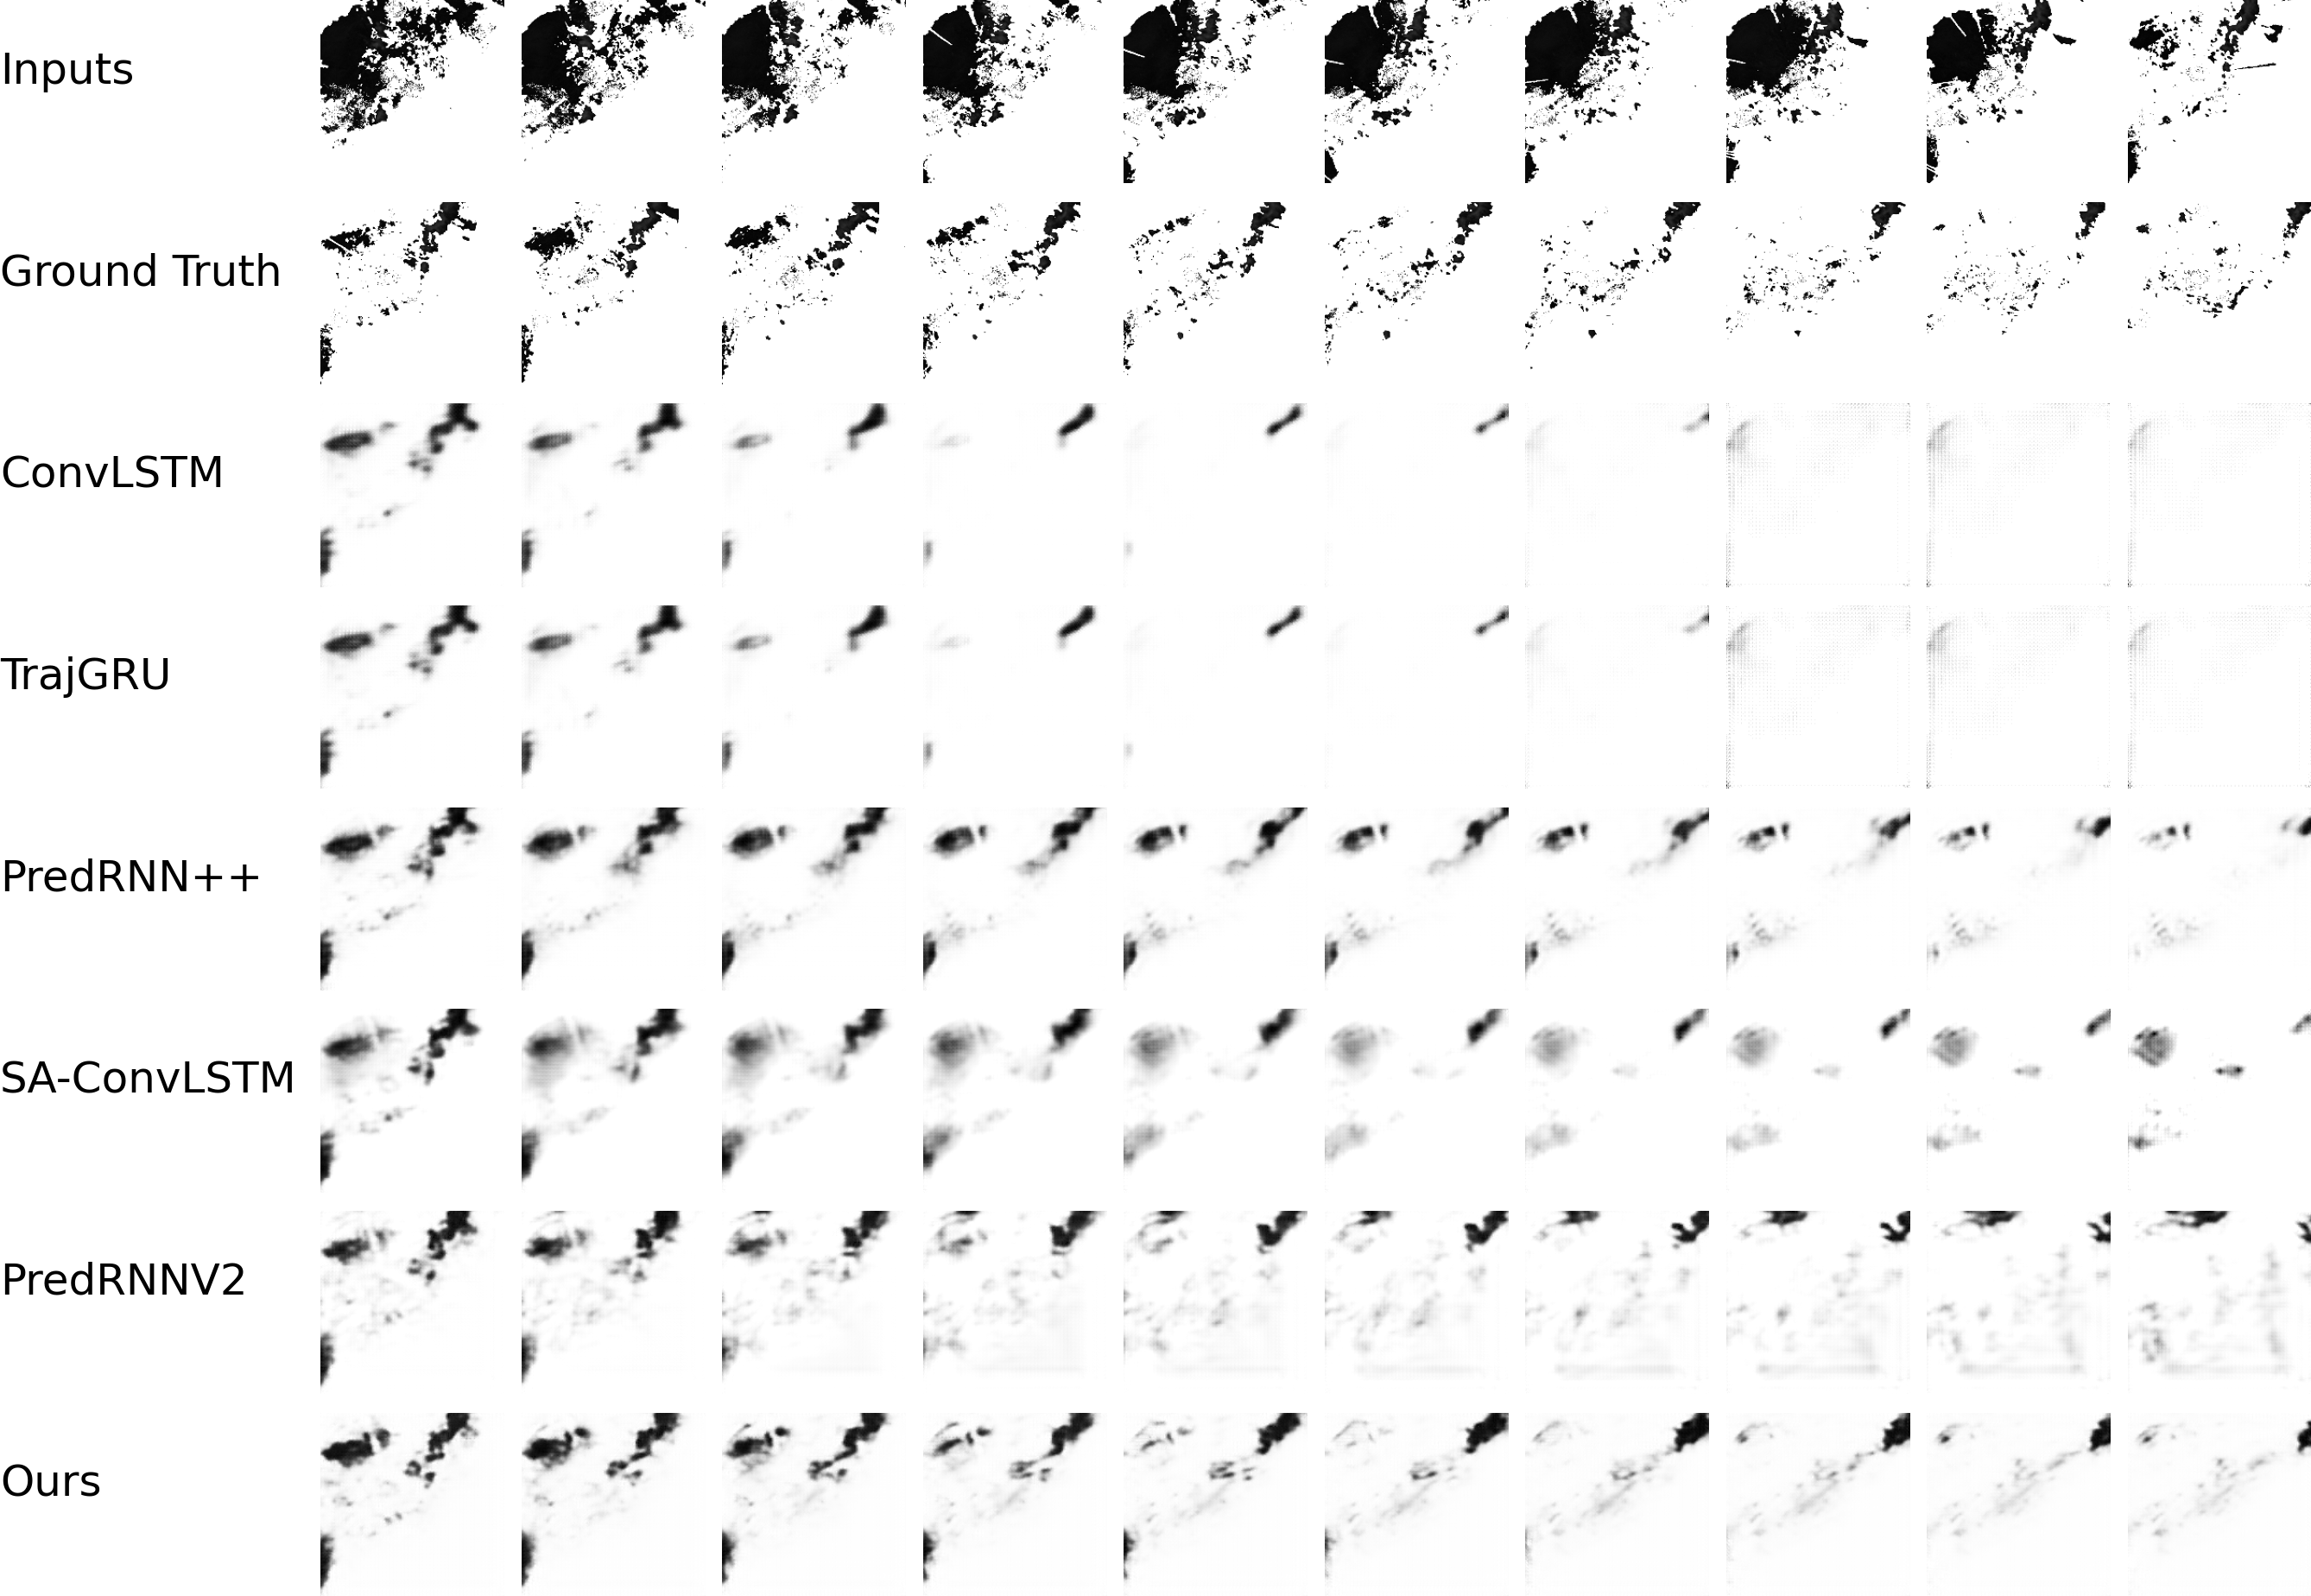 Inputs
Ground Truth
ConvLSTM
TrajGRU
PredRNN++
SA-ConvLSTM
PredRNNV2
Ours